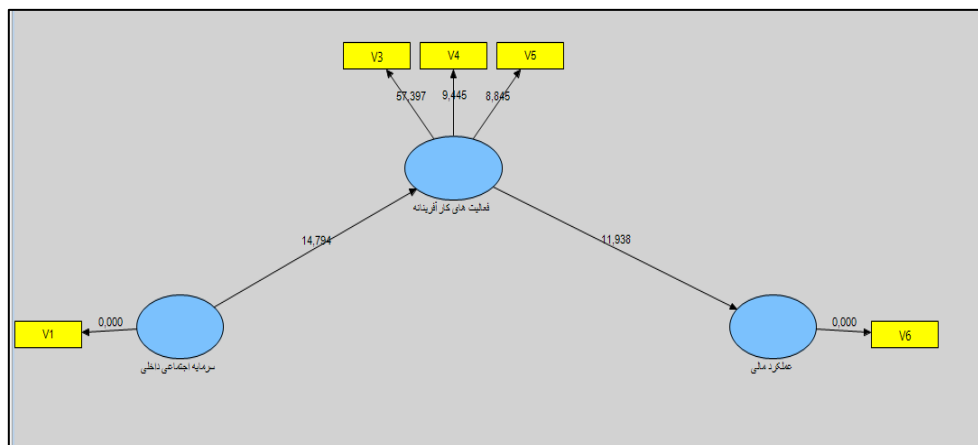 V3
V4
V5
57,397
9,445
8,845
فعالیت های کارآفرینانه
14,794
11,938
V1
0,000
0,000
V6
سرمایه اجتماعی داخلی
عملکرد مالی